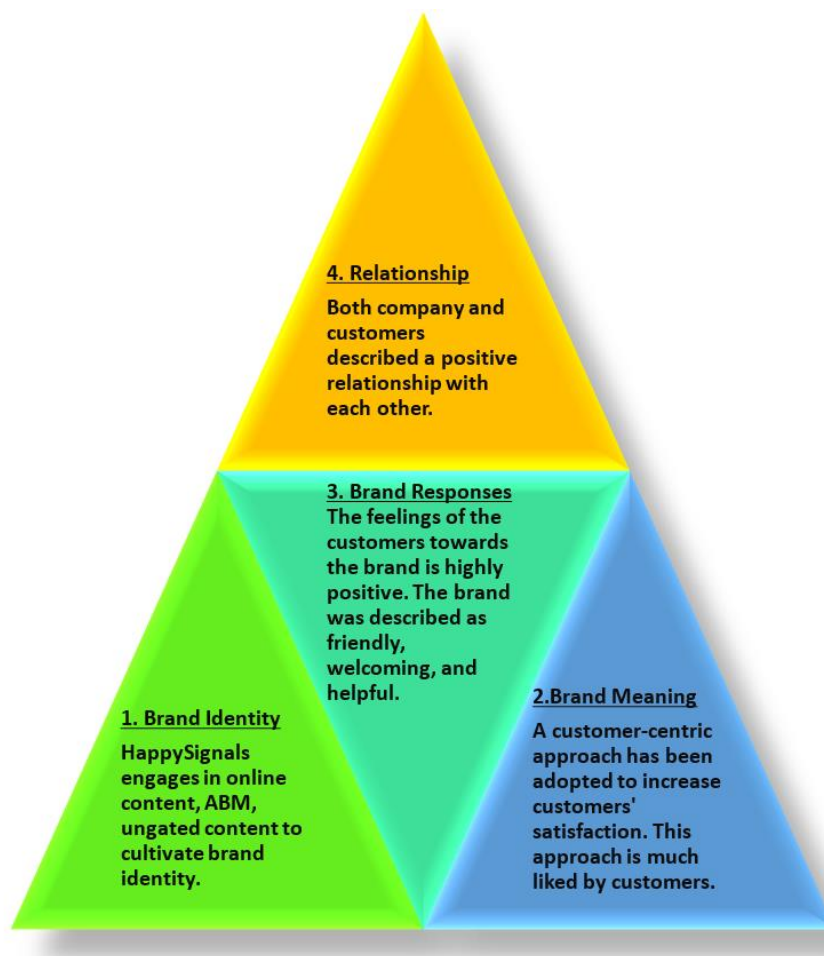 4. Relationship
Both company and
customers
described a positive
relationship with
each other.
3. Brand Responses
The feelings of the
customers towards
the brand is highly
positive. The brand
was described as
friendly,
welcoming, and
helpful.
1. Brand Identity
HappySignals
engages in online
content, ABM,
ungated content to
cultivate brand
identity.
2.Brand Meaning
A customer-centric
approach has been
adopted to increase
customers'
satisfaction. This
approach is much
liked by customers.